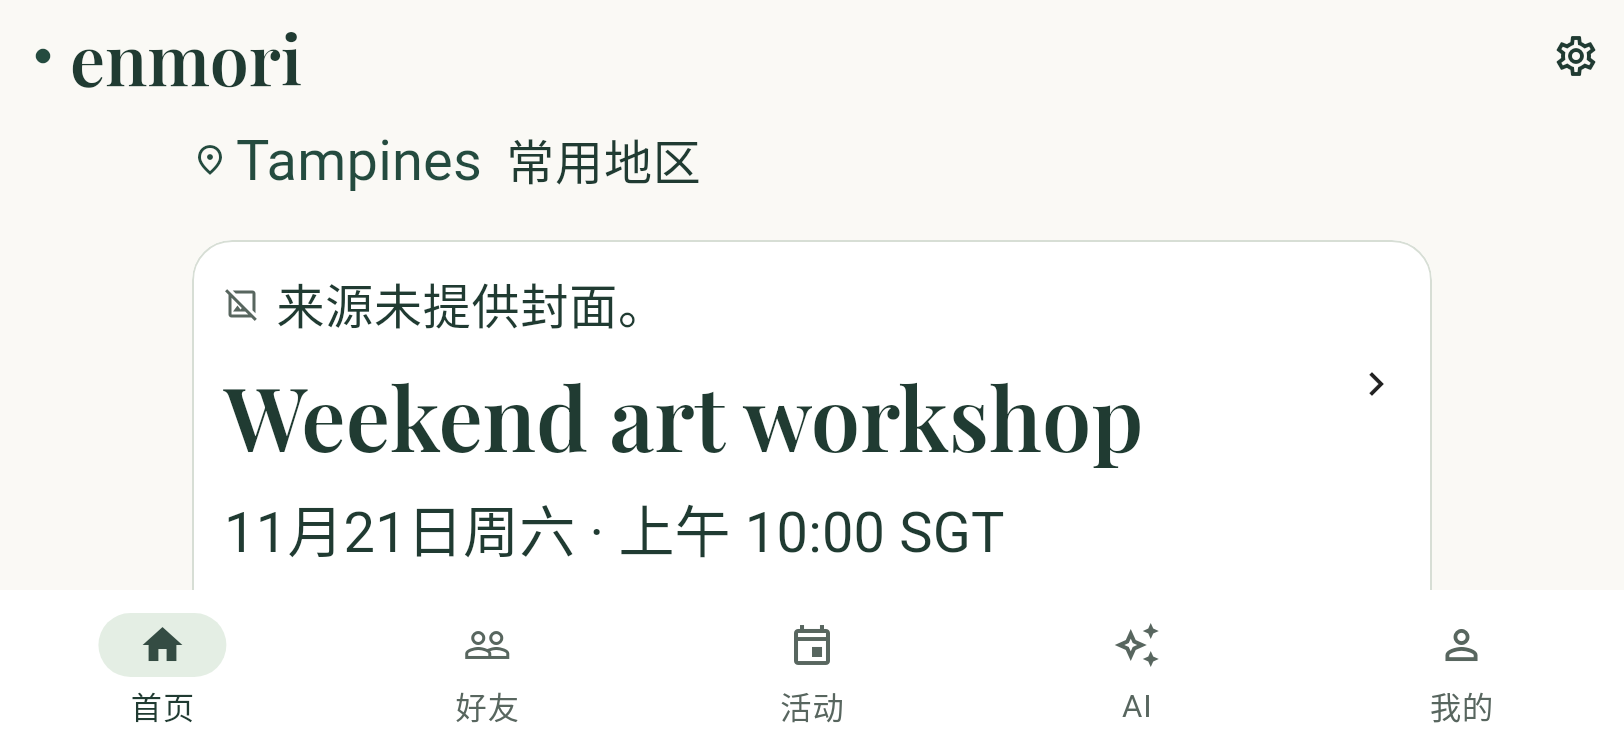 • enmori
Tampines 常用地区
来源未提供封面。
Weekend art workshop
11月21日周六 · 上午 10:00 SGT
首页
好友
活动
AI
我的